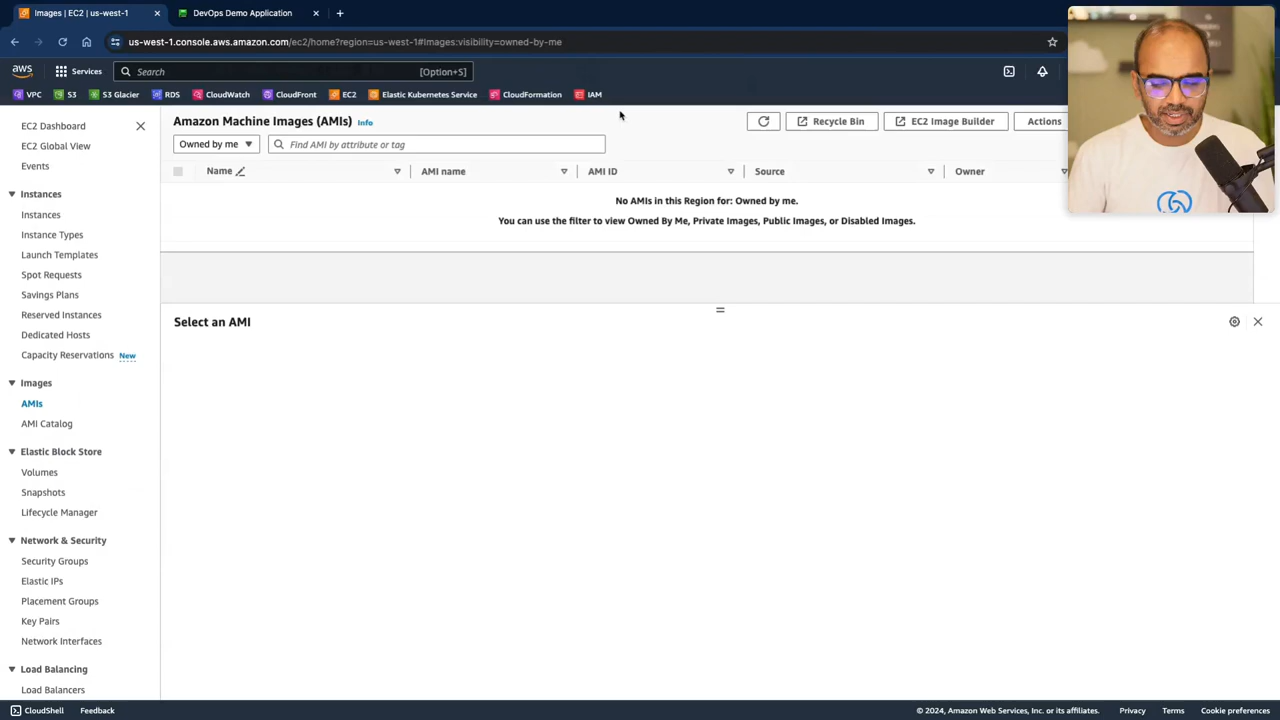 Images | EC2 | us-west-1
DevOps Demo Application
us-west-1.console.aws.amazon.com/ec2/home?region=us-west-1#Images:visibility=owned-by-me
aws
Services
Search
[Option+S]
VPC
S3
S3 Glacier
RDS
CloudWatch
CloudFront
EC2
Elastic Kubernetes Service
CloudFormation
IAM
EC2 Dashboard
EC2 Global View
Events
Instances
Instances
Instance Types
Launch Templates
Spot Requests
Savings Plans
Reserved Instances
Dedicated Hosts
Capacity Reservations New
Images
AMIs
AMI Catalog
Elastic Block Store
Volumes
Snapshots
Lifecycle Manager
Network & Security
Security Groups
Elastic IPs
Placement Groups
Key Pairs
Network Interfaces
Load Balancing
Load Balancers
Amazon Machine Images (AMIs) Info
Recycle Bin
EC2 Image Builder
Actions
Owned by me
Find AMI by attribute or tag
Name
AMI name
AMI ID
Source
Owner
No AMIs in this Region for: Owned by me.
You can use the filter to view Owned By Me, Private Images, Public Images, or Disabled Images.
Select an AMI
CloudShell
Feedback
© 2024, Amazon Web Services, Inc. or its affiliates.
Privacy
Terms
Cookie preferences